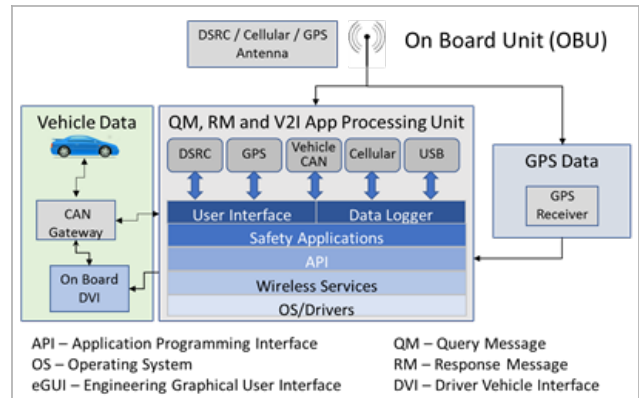 DSRC / Cellular / GPS
Antenna
On Board Unit (OBU)
Vehicle Data
CAN
Gateway
On Board
DVI
QM, RM and V2I App Processing Unit
DSRC
GPS
Vehicle
CAN
Cellular
USB
User Interface
Data Logger
Safety Applications
API
Wireless Services
OS/Drivers
GPS Data
GPS
Receiver
API – Application Programming Interface
OS – Operating System
eGUI – Engineering Graphical User Interface
QM – Query Message
RM – Response Message
DVI – Driver Vehicle Interface